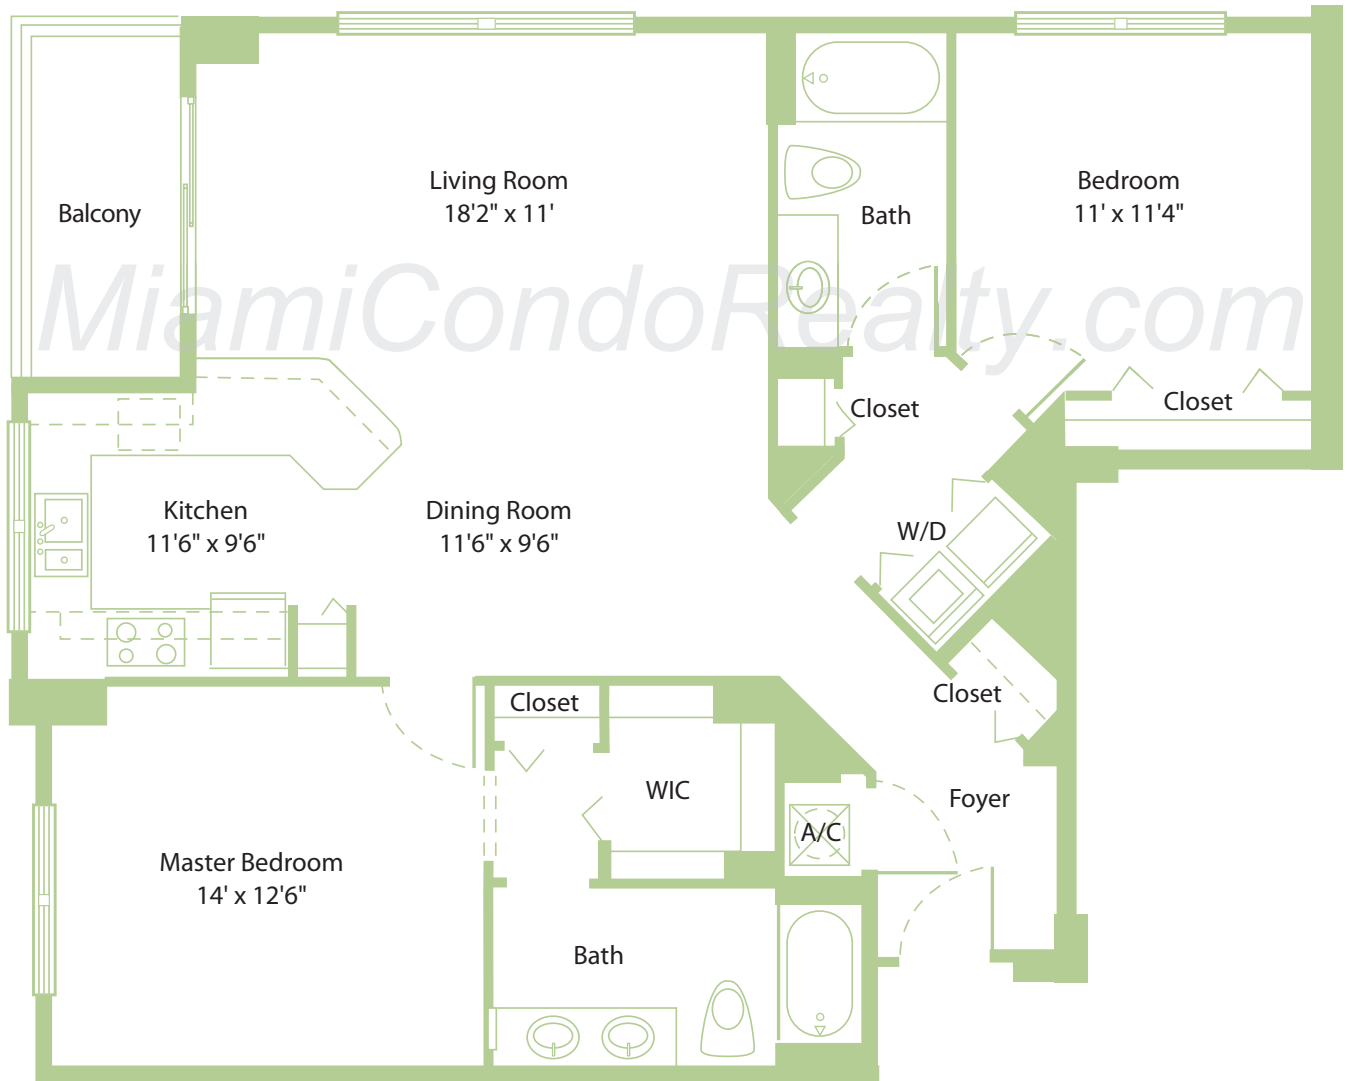 Living Room
18'2" x 11'
Bedroom
11' x 11'4"
Balcony
Bath
MiamiCondoRealty.com
Closet
Closet
Kitchen
11'6" x 9'6"
Dining Room
11'6" x 9'6"
W/D
Closet
Closet
WIC
Foyer
A/C
Master Bedroom
14' x 12'6"
Bath